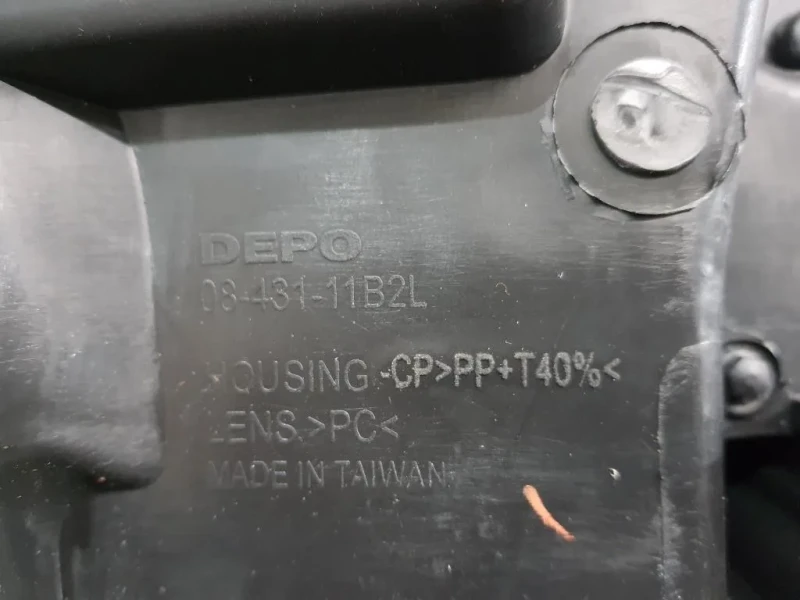 DEPO
08-431-11B2L
HOUSING -CP>PP+T40%<
LENS.>PC<
MADE IN TAIWAN